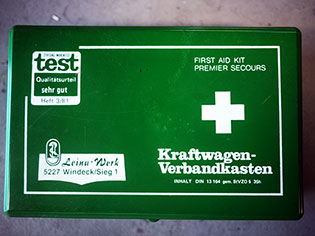 test
Qualitätsurteil
sehr gut
Heft 3/81
FIRST AID KIT
PREMIER SECOURS
Leina-Werk
5227 Windeck/Sieg 1
Kraftwagen-
Verbandkasten
INHALT DIN 13 164 gem. StVZO § 35h